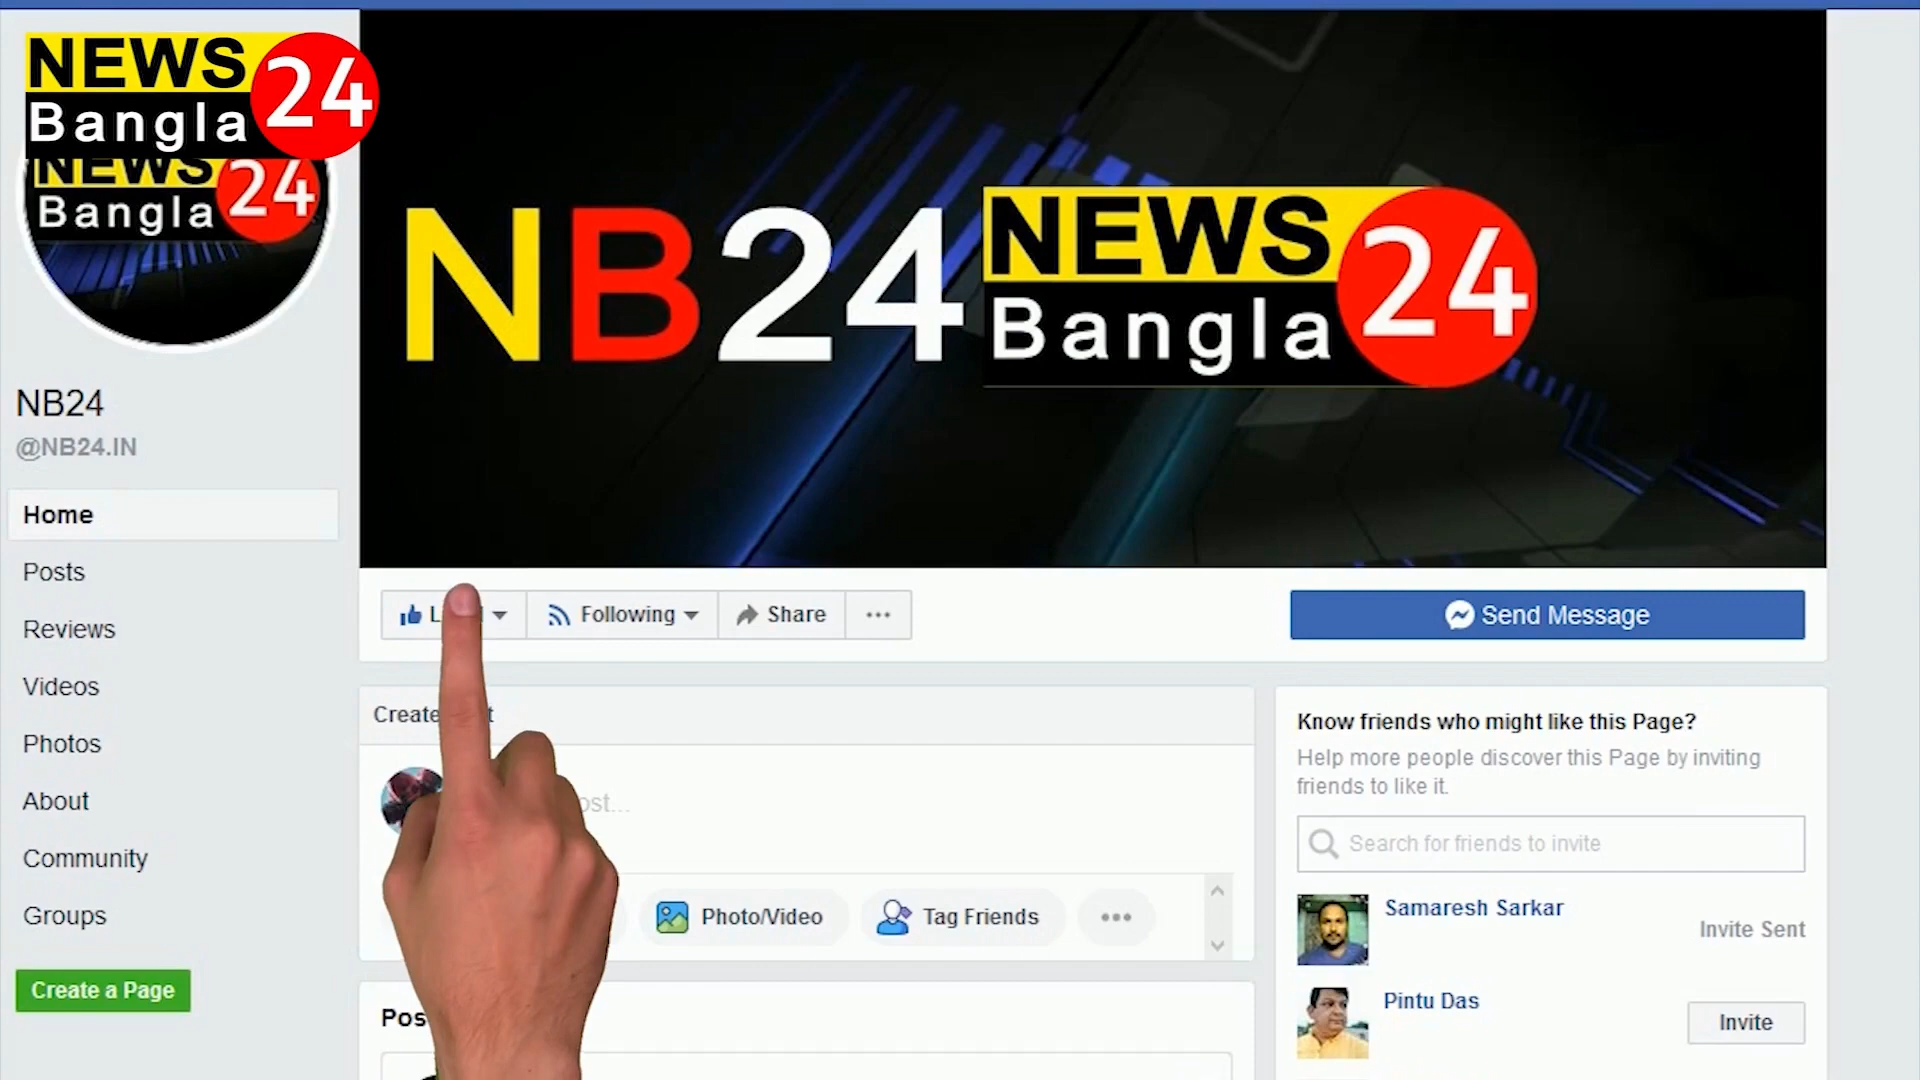 NEWS
Bangla 24
NEWS
Bangla 24
NB24
NEWS
Bangla 24
NB24
@NB24.IN
Home
Posts
Reviews
Videos
Photos
About
Community
Groups
Create a Page
Following
Share
Send Message
Create
Photo/Video
Tag Friends
Know friends who might like this Page?
Help more people discover this Page by inviting
friends to like it.
Search for friends to invite
Samaresh Sarkar
Invite Sent
Pintu Das
Invite